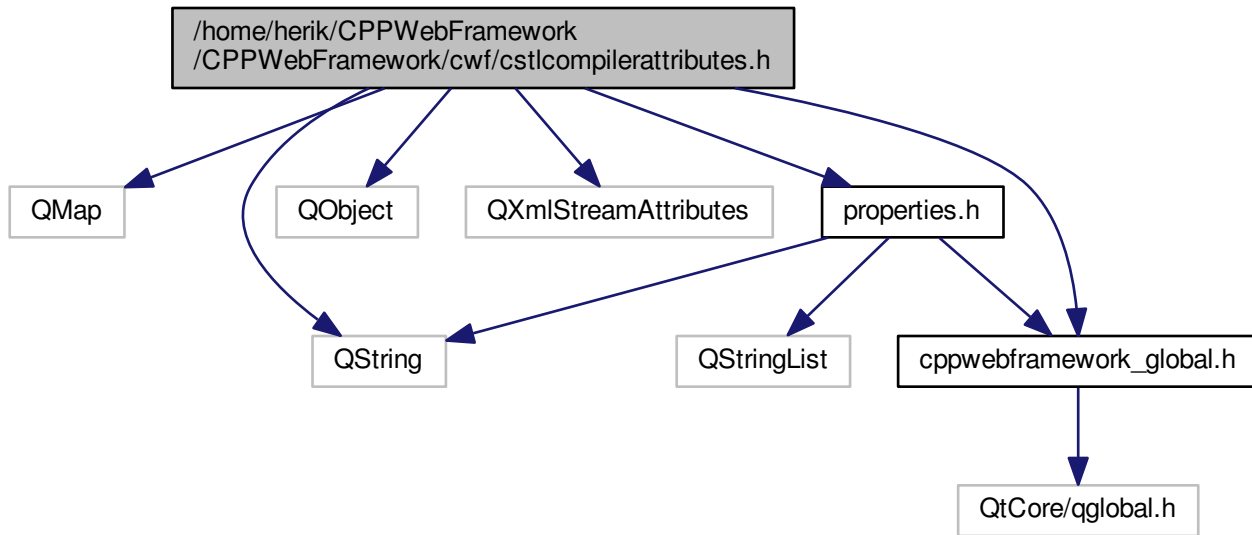 /home/herik/CPPWebFramework
/CPPWebFramework/cwf/cstlcompilerattributes.h
QMap
QObject
QXmlStreamAttributes
properties.h
QString
QStringList
cppwebframework_global.h
QtCore/qglobal.h